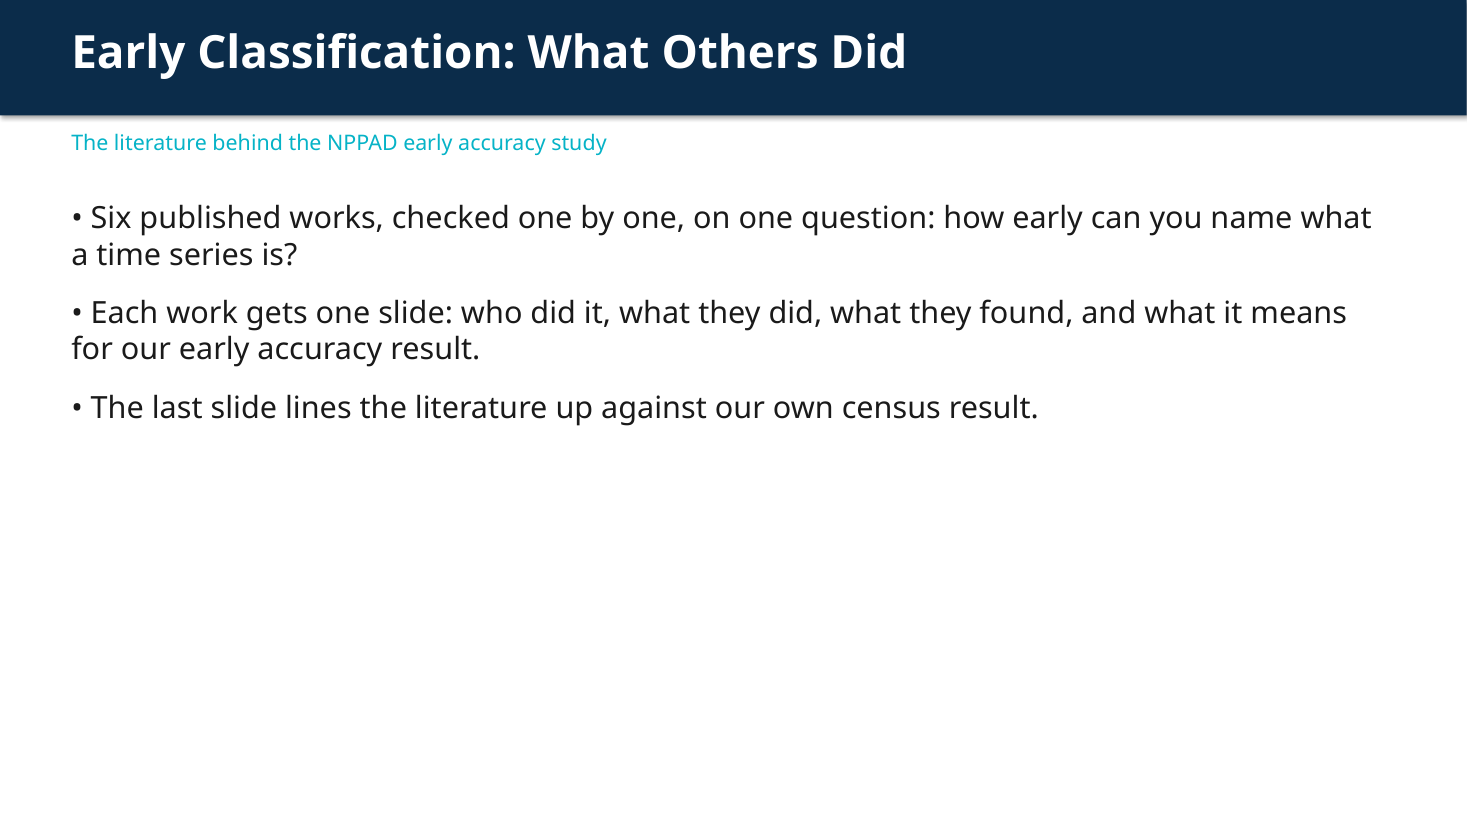 Early Classification: What Others Did
The literature behind the NPPAD early accuracy study
• Six published works, checked one by one, on one question: how early can you name what
a time series is?
• Each work gets one slide: who did it, what they did, what they found, and what it means
for our early accuracy result.
• The last slide lines the literature up against our own census result.